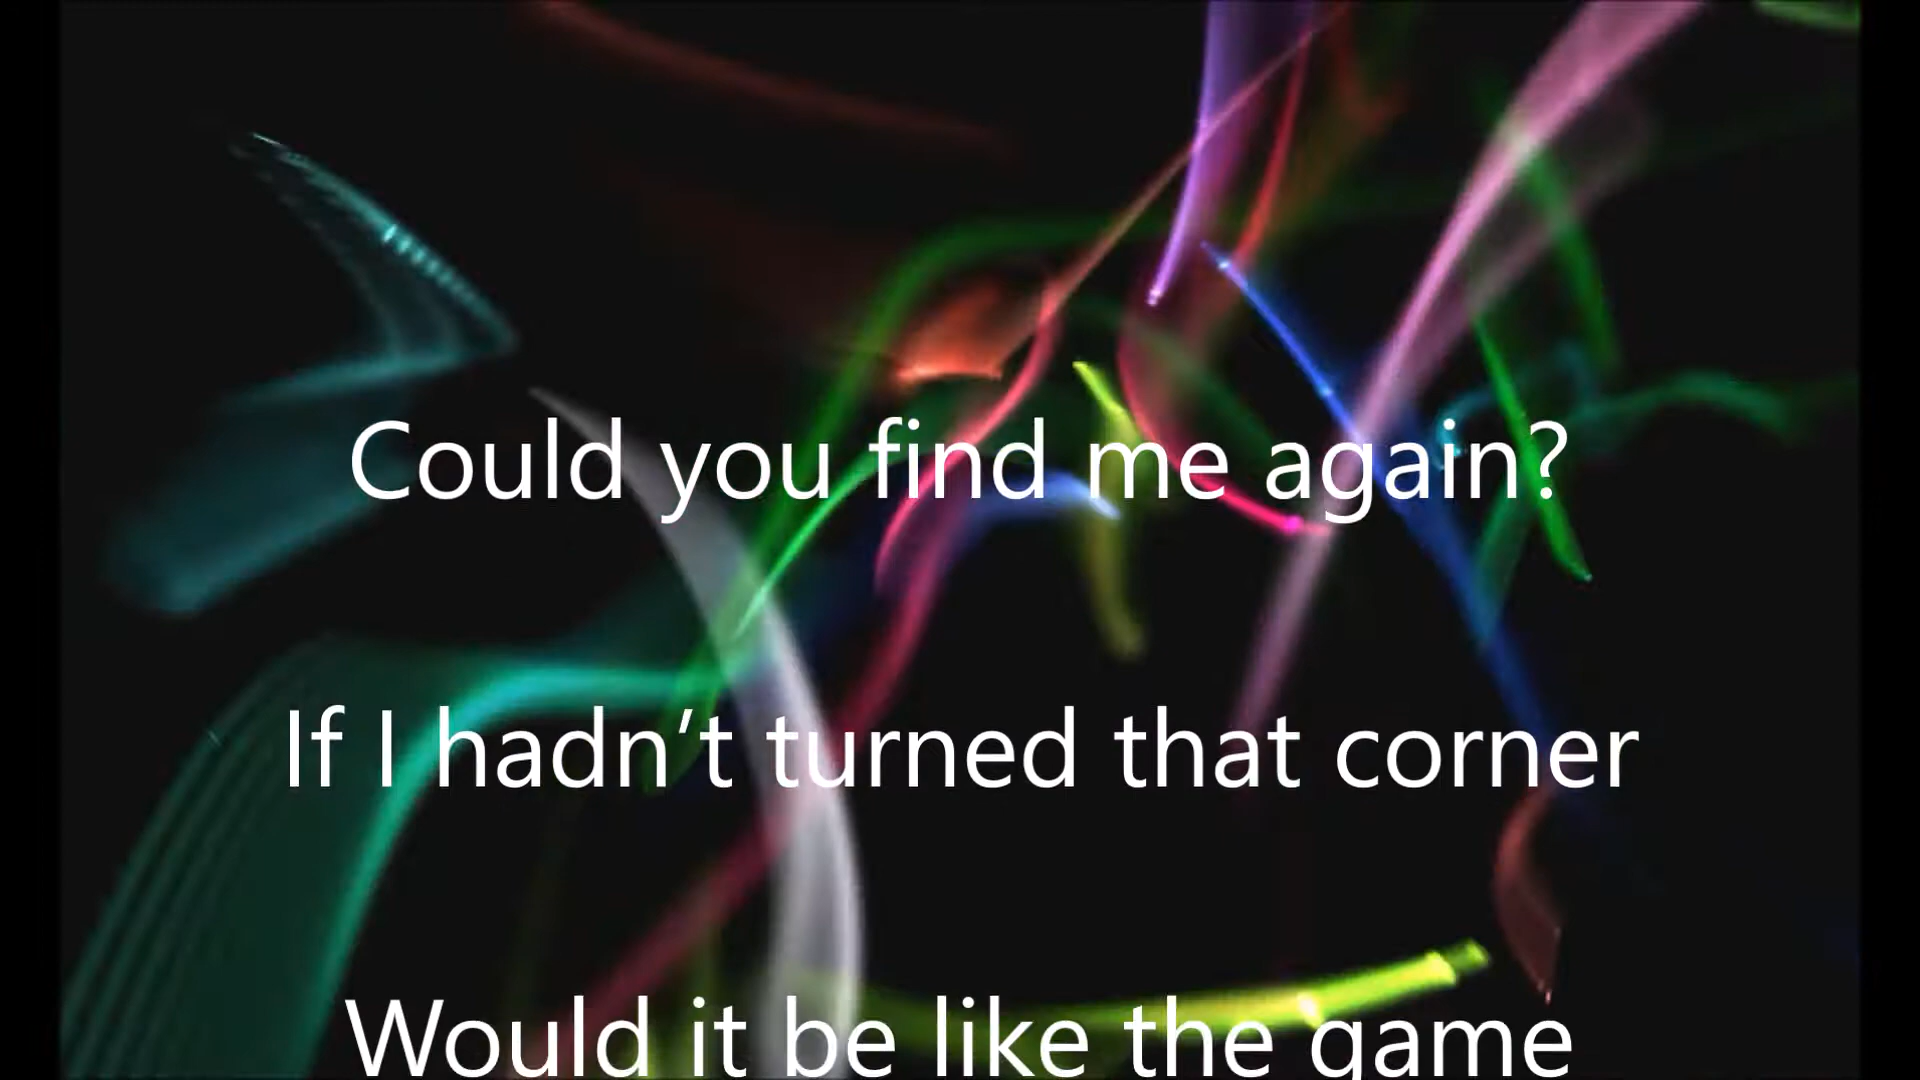 Could you find me again?
If I hadn’t turned that corner
Would it be like the game